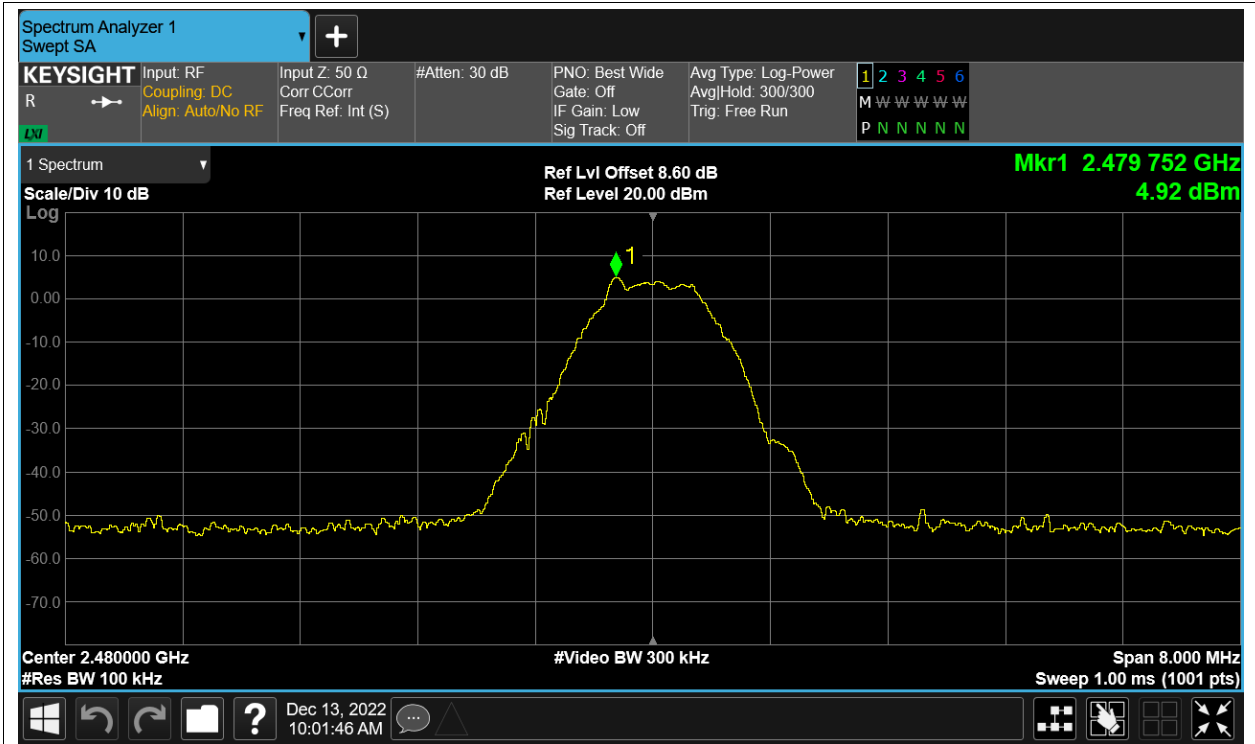 Spectrum Analyzer 1
Swept SA
KEYSIGHT
R
LXI
Input: RF
Coupling: DC
Align: Auto/No RF
Input Z: 50 Ω
Corr CCorr
Freq Ref: Int (S)
#Atten: 30 dB
PNO: Best Wide
Gate: Off
IF Gain: Low
Sig Track: Off
Avg Type: Log-Power
Avg|Hold: 300/300
Trig: Free Run
1 2 3 4 5 6
M W W W W W
P N N N N N
1 Spectrum
Scale/Div 10 dB
Log
Ref Lvl Offset 8.60 dB
Ref Level 20.00 dBm
Mkr1 2.479 752 GHz
4.92 dBm
1
10.0
0.00
-10.0
-20.0
-30.0
-40.0
-50.0
-60.0
-70.0
Center 2.480000 GHz
#Res BW 100 kHz
#Video BW 300 kHz
Span 8.000 MHz
Sweep 1.00 ms (1001 pts)
?
Dec 13, 2022
10:01:46 AM